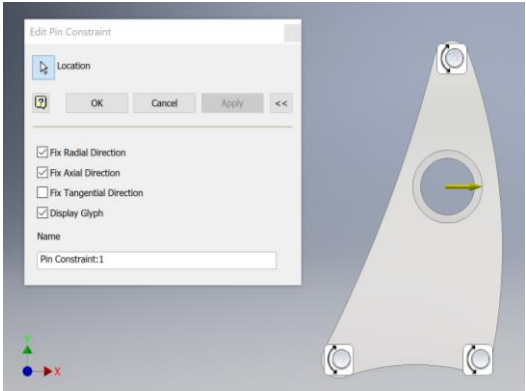 Edit Pin Constraint
Location
OK Cancel Apply <<
Fix Radial Direction
Fix Axial Direction
Fix Tangential Direction
Display Glyph
Name
Pin Constraint:1
Y
X